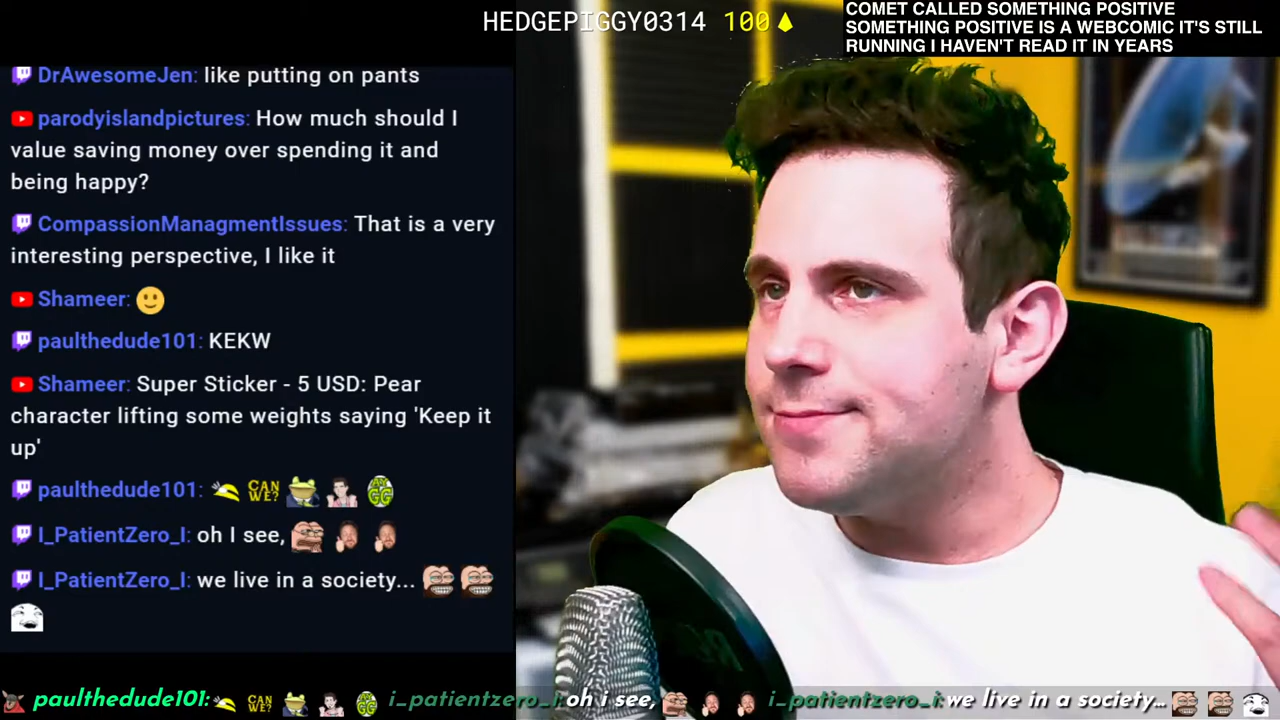 HEDGEPIGGY0314 100
COMET CALLED SOMETHING POSITIVE
SOMETHING POSITIVE IS A WEBCOMIC IT'S STILL
RUNNING I HAVEN'T READ IT IN YEARS
DrAwesomeJen: like putting on pants
parodyislandpictures: How much should I
value saving money over spending it and
being happy?
CompassionManagmentIssues: That is a very
interesting perspective, I like it
Shameer:
paulthedude101: KEKW
Shameer: Super Sticker - 5 USD: Pear
character lifting some weights saying 'Keep it
up'
paulthedude101: CAN
WE?
I_PatientZero_I: oh I see,
I_PatientZero_I: we live in a society...
paulthedude101: CAN WE? i_patientzero_i: oh i see, i_patientzero_i: we live in a society...